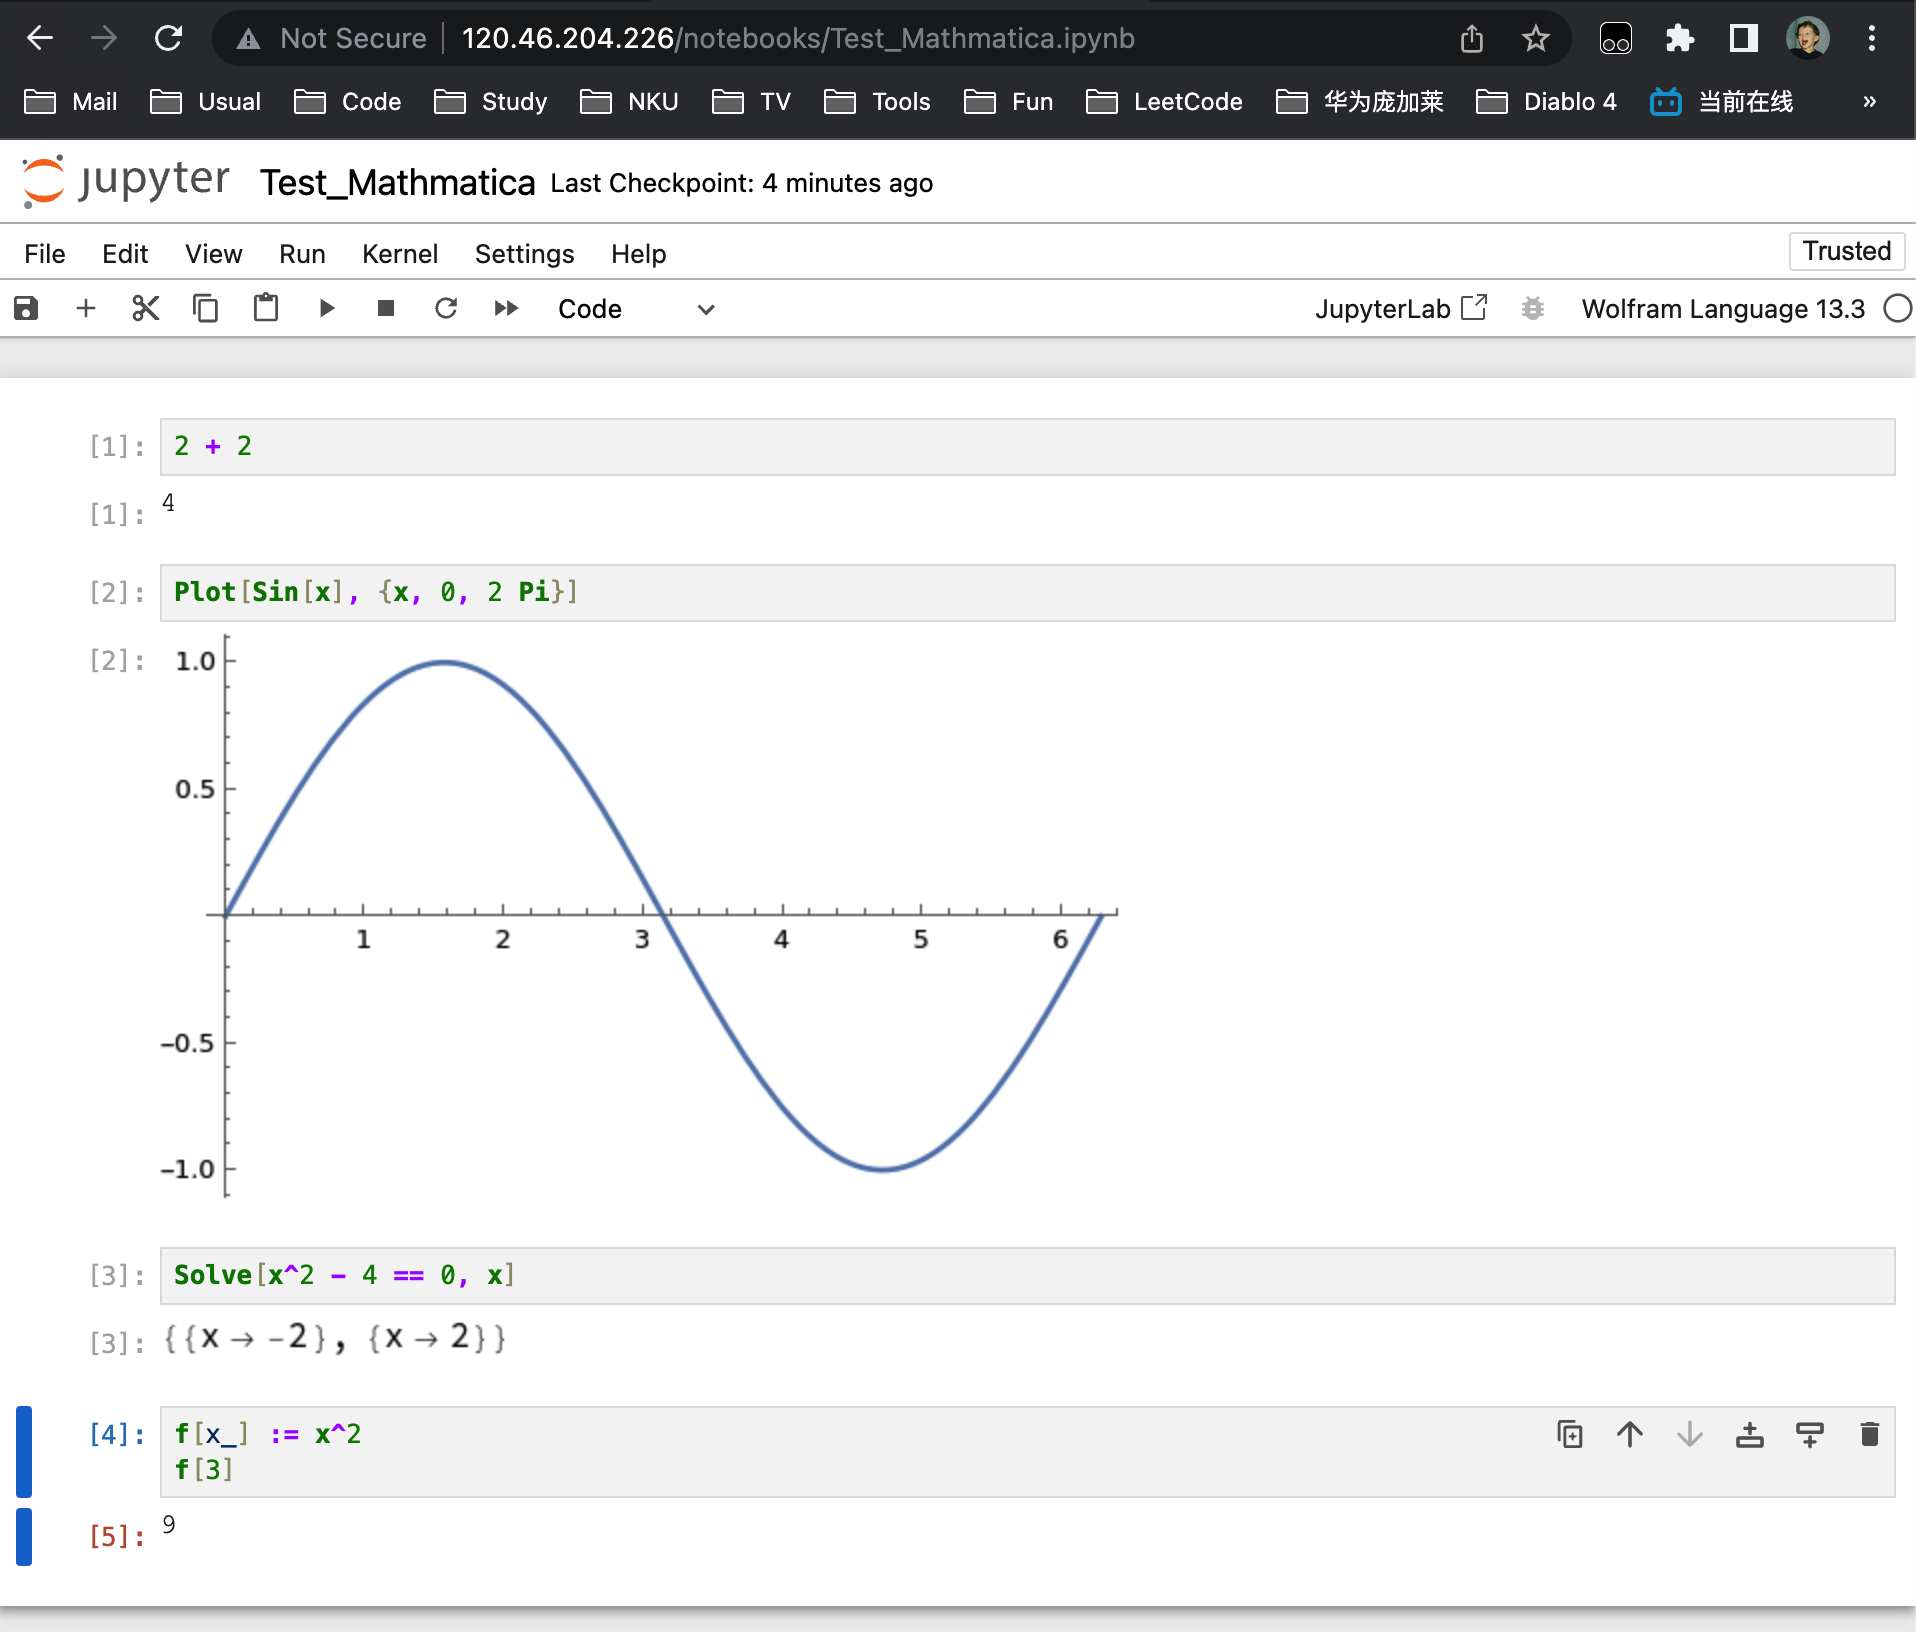 Not Secure 120.46.204.226/notebooks/Test_Mathmatica.ipynb
Mail Usual Code Study NKU TV Tools Fun LeetCode 华为庞加莱 Diablo 4 当前在线 »
jupyter Test_Mathmatica Last Checkpoint: 4 minutes ago
File Edit View Run Kernel Settings Help Trusted
Code JupyterLab Wolfram Language 13.3
[1]: 2 + 2
[1]: 4
[2]: Plot[Sin[x], {x, 0, 2 Pi}]
[2]: 1.0
0.5
1 2 3 4 5 6
-0.5
-1.0
[3]: Solve[x^2 - 4 == 0, x]
[3]: {{x → -2}, {x → 2}}
[4]: f[x_] := x^2
f[3]
[5]: 9